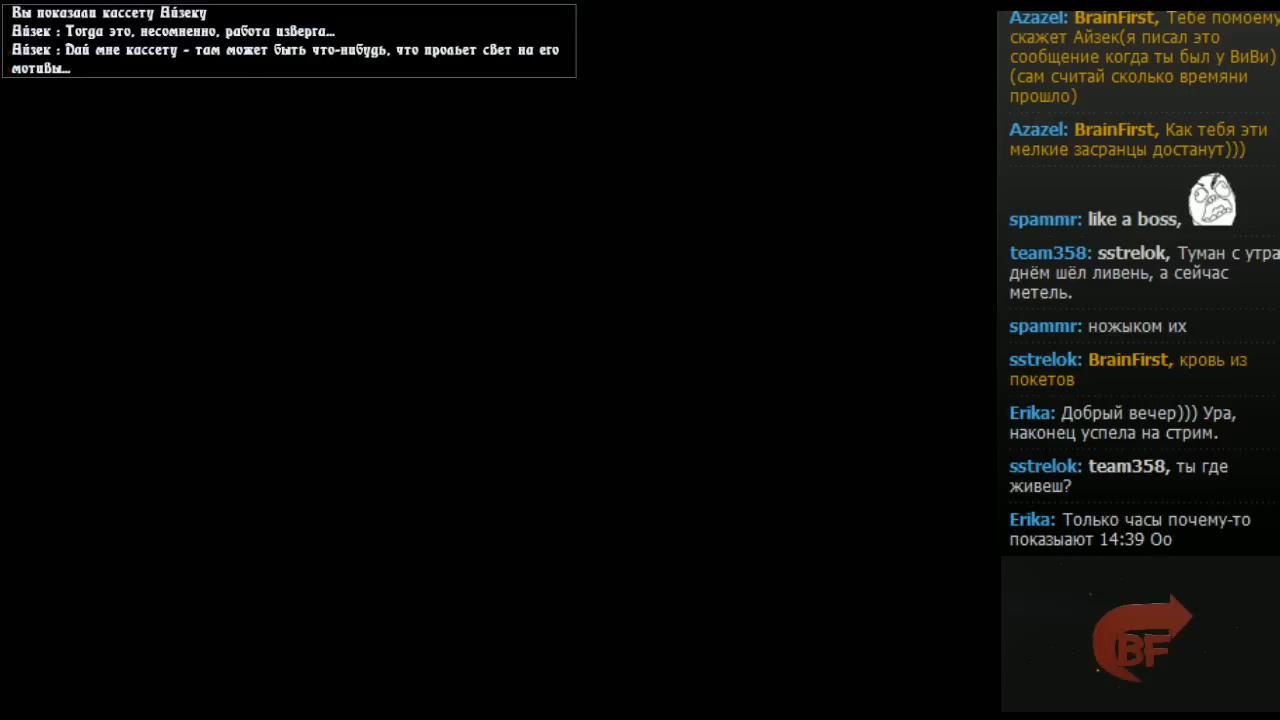 Вы показали кассету Айзеку
Айзек : Тогда это, несомненно, работа изверга...
Айзек : Дай мне кассету - там может быть что-нибудь, что прольет свет на его
мотивы...
Azazel: BrainFirst, Тебе помоему
скажет Айзек(я писал это
сообщение когда ты был у ВиВи)
(сам считай сколько времяни
прошло)
Azazel: BrainFirst, Как тебя эти
мелкие засранцы достанут)))
spammr: like a boss,
team358: sstrelok, Туман с утра
днём шёл ливень, а сейчас
метель.
spammr: ножыком их
sstrelok: BrainFirst, кровь из
покетов
Erika: Добрый вечер))) Ура,
наконец успела на стрим.
sstrelok: team358, ты где
живеш?
Erika: Только часы почему-то
показыают 14:39 Оо
BF